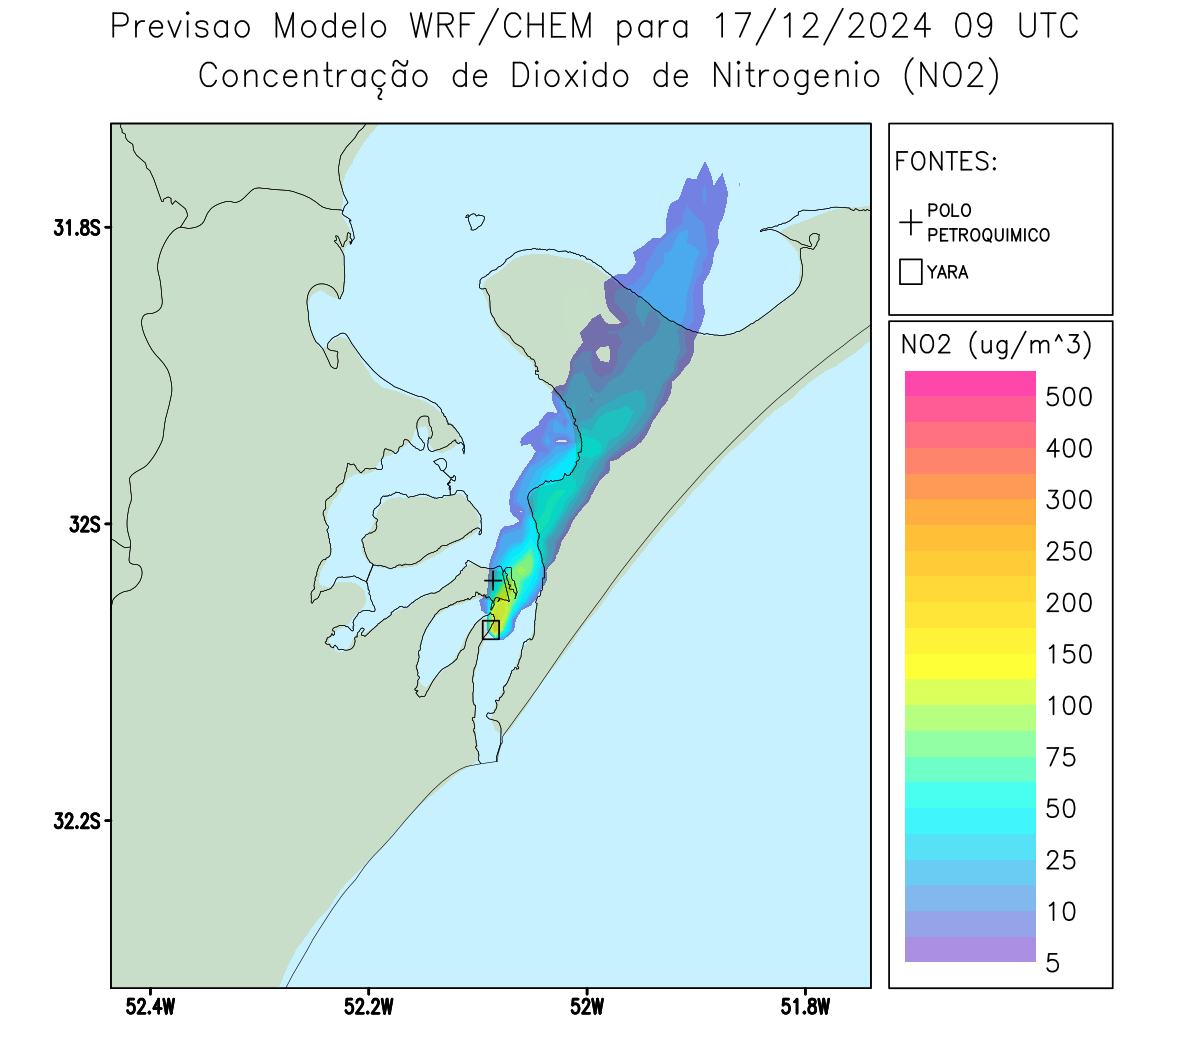 Previsao Modelo WRF/CHEM para 17/12/2024 09 UTC
Concentração de Dioxido de Nitrogenio (NO2)
FONTES:
POLO
PETROQUIMICO
YARA
31.8S
32S
32.2S
52.4W
52.2W
52W
51.8W
NO2 (ug/m^3)
500
400
300
250
200
150
100
75
50
25
10
5